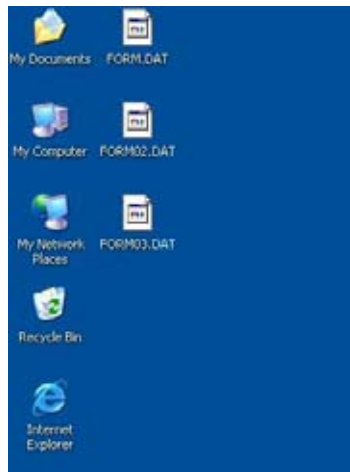 My Documents
FORM.DAT
My Computer
FORM02.DAT
My Network
Places
FORM03.DAT
Recycle Bin
Internet
Explorer